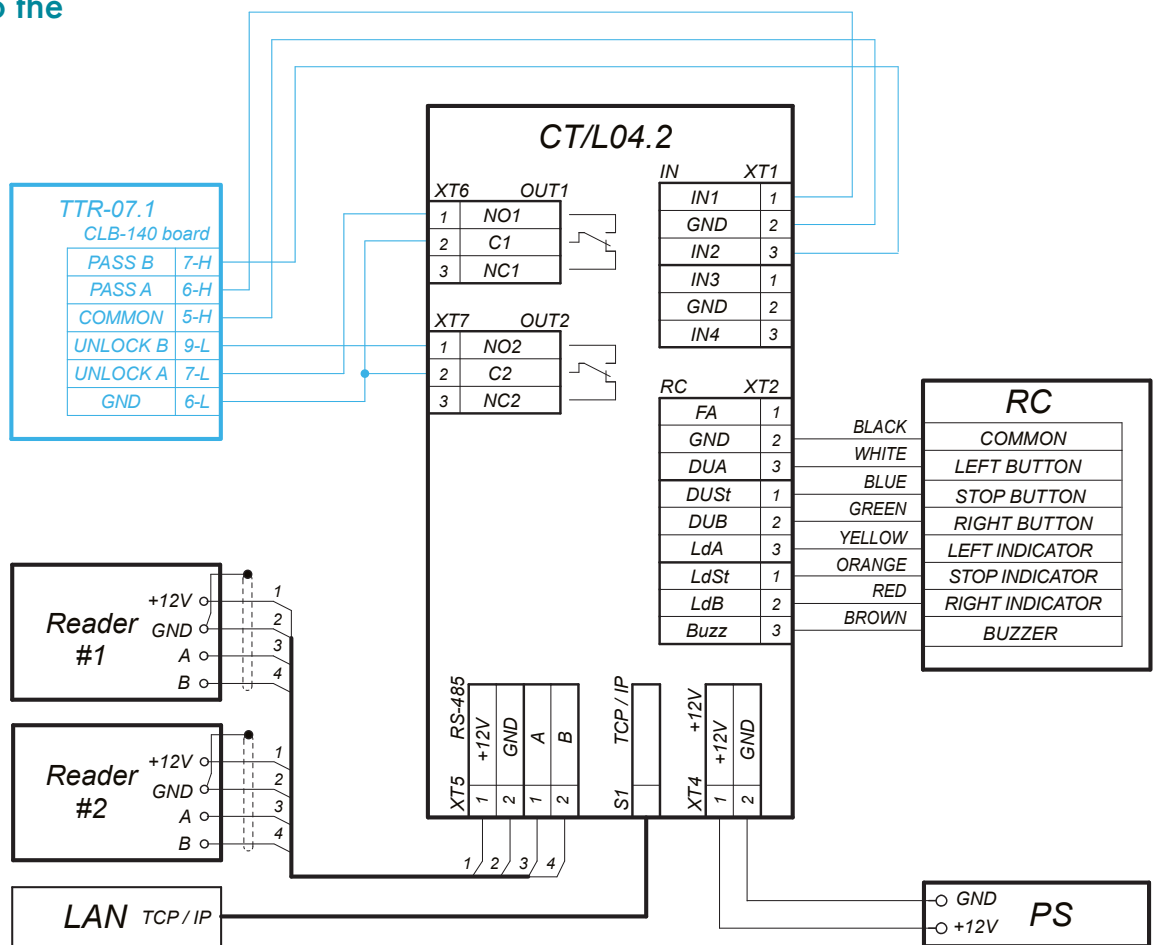 o the
CT/L04.2
IN XT1
IN1 1
GND 2
IN2 3
IN3 1
GND 2
IN4 3
XT6 OUT1
1 NO1
2 C1
3 NC1
XT7 OUT2
1 NO2
2 C2
3 NC2
TTR-07.1
CLB-140 board
PASS B 7-H
PASS A 6-H
COMMON 5-H
UNLOCK B 9-L
UNLOCK A 7-L
GND 6-L
RC XT2
FA 1
GND 2
DUA 3
DUSt 1
DUB 2
LdA 3
LdSt 1
LdB 2
Buzz 3
BLACK
WHITE
BLUE
GREEN
YELLOW
ORANGE
RED
BROWN
RC
COMMON
LEFT BUTTON
STOP BUTTON
RIGHT BUTTON
LEFT INDICATOR
STOP INDICATOR
RIGHT INDICATOR
BUZZER
Reader
#1
+12V 1
GND 2
A 3
B 4
Reader
#2
+12V 1
GND 2
A 3
B 4
XT5 RS-485
1 +12V
2 GND
1 A
2 B
S1 TCP / IP
XT4 +12V
1 +12V
2 GND
1 2 3 4
LAN TCP / IP
GND
+12V
PS